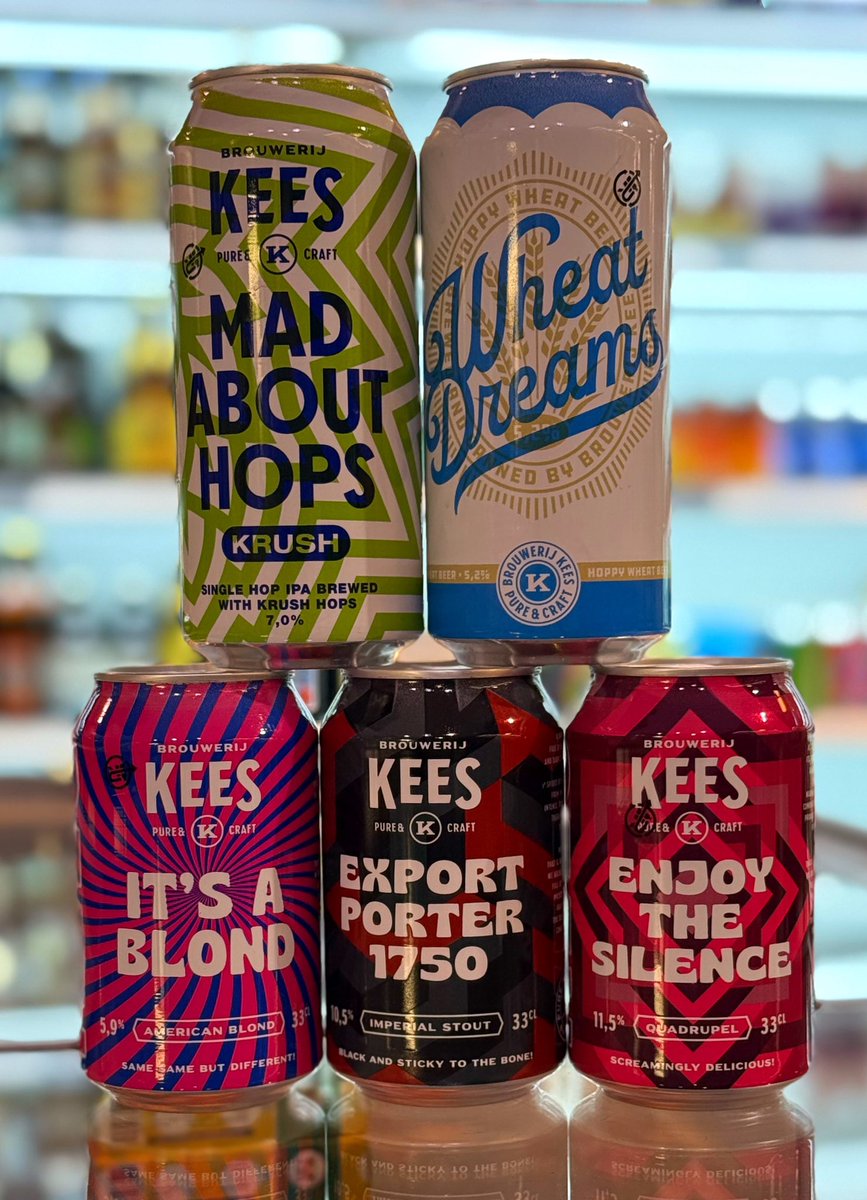 BROUWERIJ
KEES
PURE & K CRAFT
MAD
ABOUT
HOPS
KRUSH
SINGLE HOP IPA BREWED
WITH KRUSH HOPS
7,0%
HOPPY WHEAT BEER
Wheat
Dreams
BY BROU
BROUWERIJ KEES
K
PURE & CRAFT
BEER • 5,2%
HOPPY WHEAT
BROUWERIJ
KEES
PURE & K CRAFT
IT'S A
BLOND
5,9% AMERICAN BLOND 33CL
SAME SAME BUT DIFFERENT!
BROUWERIJ
KEES
PURE & K CRAFT
EXPORT
PORTER
1750
10,5% IMPERIAL STOUT 33CL
BLACK AND STICKY TO THE BONE!
BROUWERIJ
KEES
PURE & K CRAFT
ENJOY
THE
SILENCE
11,5% QUADRUPEL 33CL
SCREAMINGLY DELICIOUS!